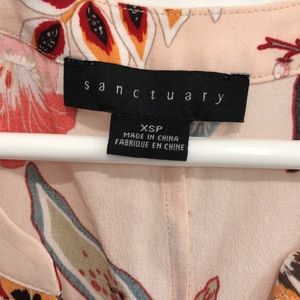 sanctuary
XSP
MADE IN CHINA
FABRIQUE EN CHINE